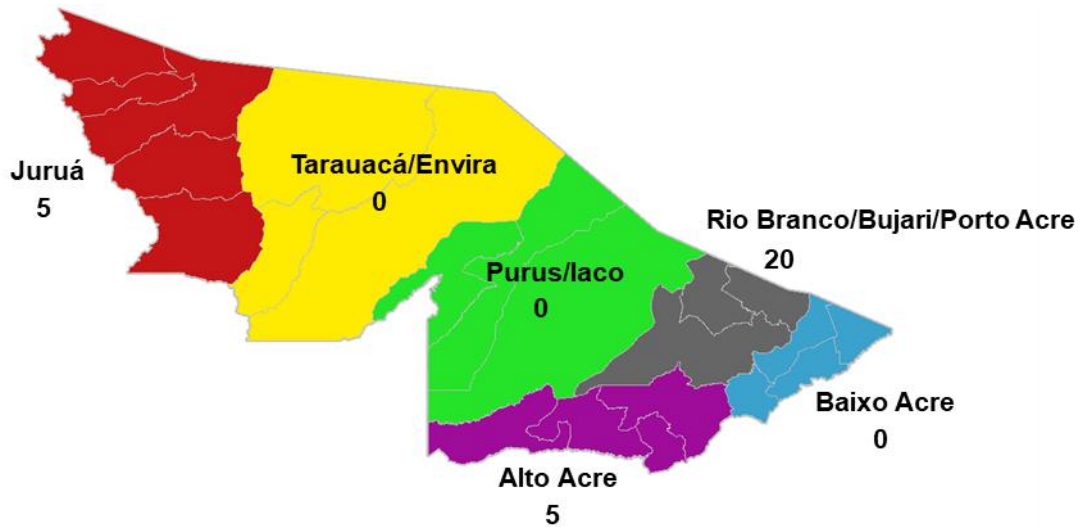 Juruá
5
Tarauacá/Envira
0
Purus/Iaco
0
Rio Branco/Bujari/Porto Acre
20
Baixo Acre
0
Alto Acre
5